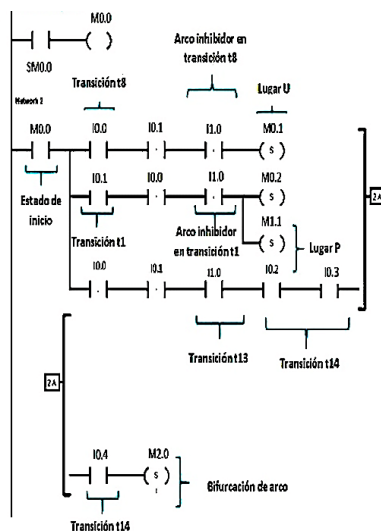 M0.0
SM0.0
Transición t8
Arco inhibidor en
transición t8
Lugar U
Network 2
M0.0 I0.0 I0.1 I1.0 M0.1
S
I0.1 I0.0 I1.0 M0.2
S
2A
Estado de
inicio
Transición t1
Arco inhibidor
en transición t1
M1.1
S
Lugar P
I0.0 I0.1 I1.0 I0.2 I0.3
Transición t13
Transición t14
2A
I0.4 M2.0
S
Bifurcación de arco
Transición t14